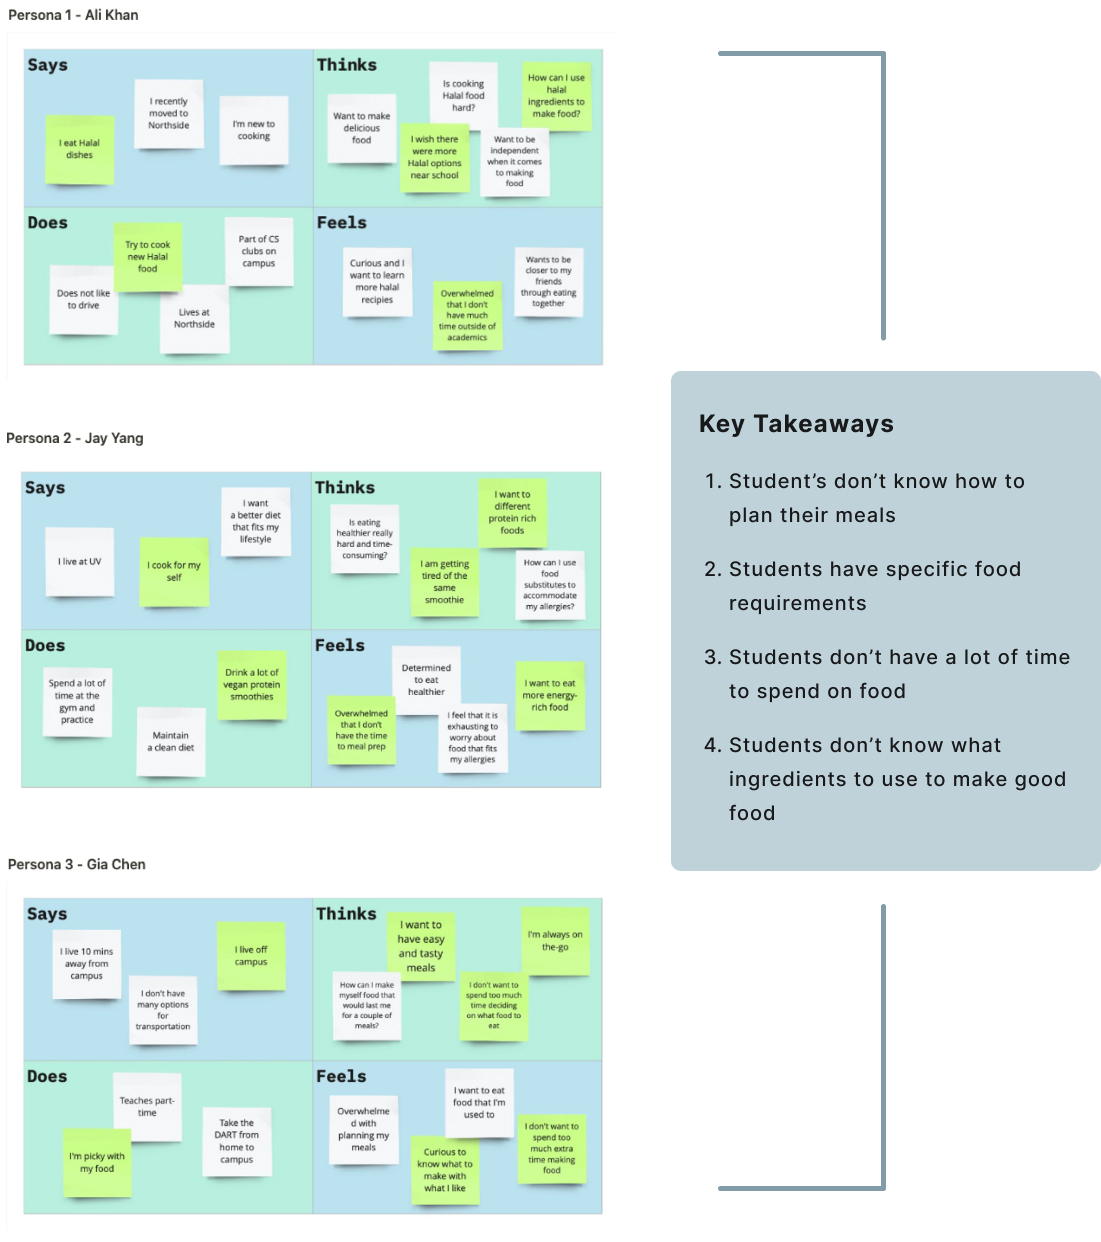 Persona 1 - Ali Khan
Says
I recently
moved to
Northside
I'm new to
cooking
I eat Halal
dishes
Thinks
Is cooking
Halal food
hard?
How can I use
halal
ingredients to
make food?
Want to make
delicious
food
I wish there
were more
Halal options
near school
Want to be
independent
when it comes
to making
food
Does
Try to cook
new Halal
food
Part of CS
clubs on
campus
Does not like
to drive
Lives at
Northside
Feels
Curious and I
want to learn
more halal
recipies
Overwhelmed
that I don't
have much
time outside of
academics
Wants to be
closer to my
friends
through eating
together
Persona 2 - Jay Yang
Says
I want
a better diet
that fits my
lifestyle
I live at UV
I cook for my
self
Thinks
I want to
different
protein rich
foods
Is eating
healthier really
hard and time-
consuming?
I am getting
tired of the
same
smoothie
How can I use
food
substitutes to
accommodate
my allergies?
Does
Spend a lot of
time at the
gym and
practice
Drink a lot of
vegan protein
smoothies
Maintain
a clean diet
Feels
Determined
to eat
healthier
I want to eat
more energy-
rich food
Overwhelmed
that I don't
have the time
to meal prep
I feel that it is
exhausting to
worry about
food that fits
my allergies
Persona 3 - Gia Chen
Says
I live 10 mins
away from
campus
I live off
campus
I don't have
many options
for
transportation
Thinks
I want to
have easy
and tasty
meals
I'm always on
the-go
How can I make
myself food that
would last me
for a couple of
meals?
I don't want to
spend too much
time deciding
on what food to
eat
Does
Teaches part-
time
Take the
DART from
home to
campus
I'm picky with
my food
Feels
I want to eat
food that I'm
used to
Overwhelme
d with
planning my
meals
Curious to
know what to
make with
what I like
I don't want to
spend too
much extra
time making
food
Key Takeaways
1. Student’s don’t know how to
plan their meals
2. Students have specific food
requirements
3. Students don’t have a lot of time
to spend on food
4. Students don’t know what
ingredients to use to make good
food